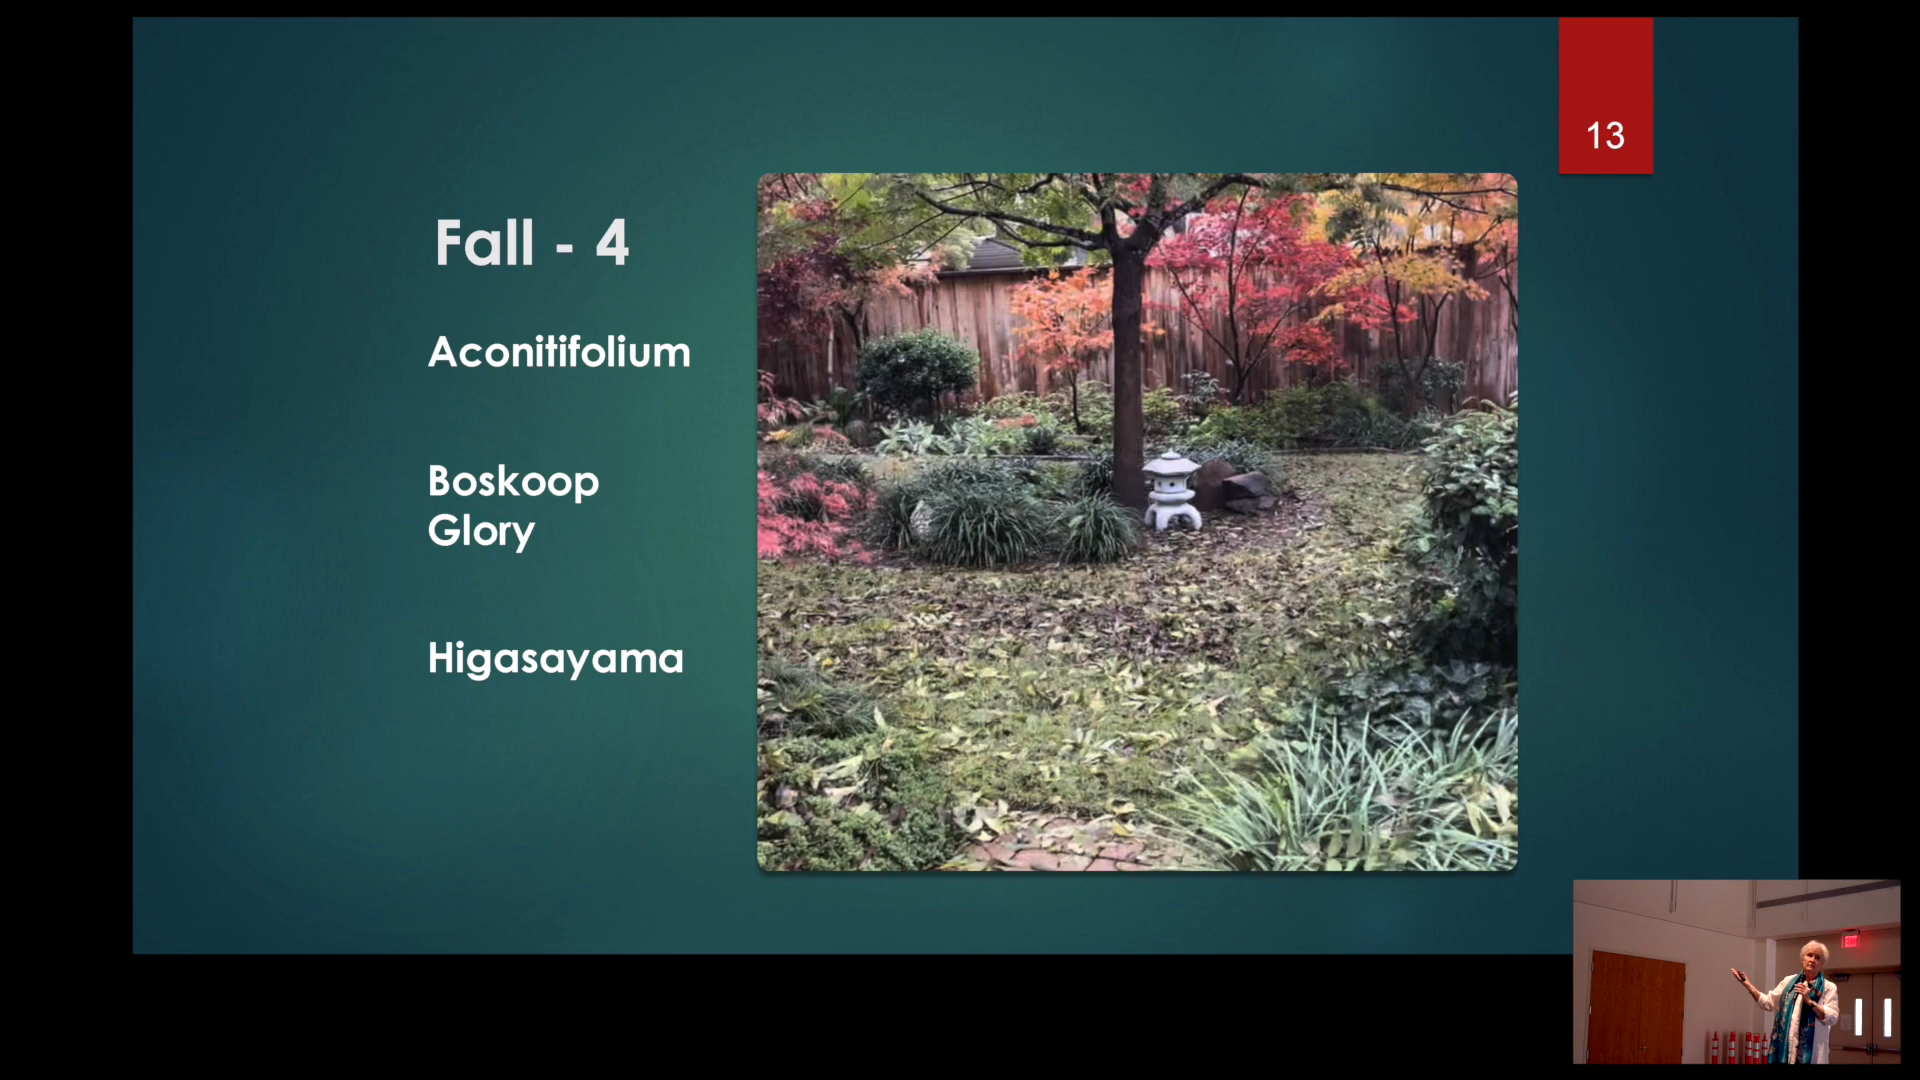 13
Fall - 4
Aconitifolium
Boskoop
Glory
Higasayama